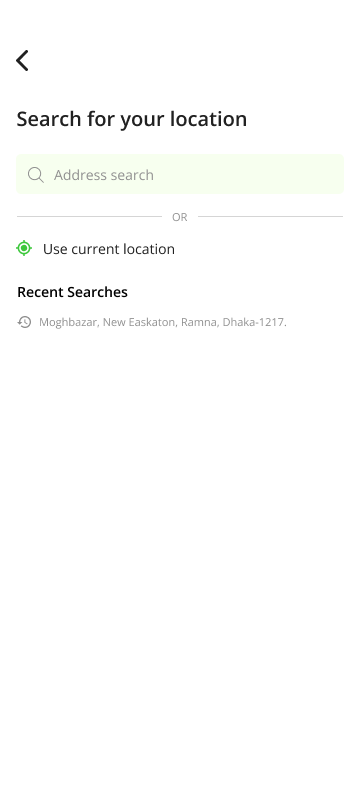 Search for your location
Address search
OR
Use current location
Recent Searches
Moghbazar, New Easkaton, Ramna, Dhaka-1217.